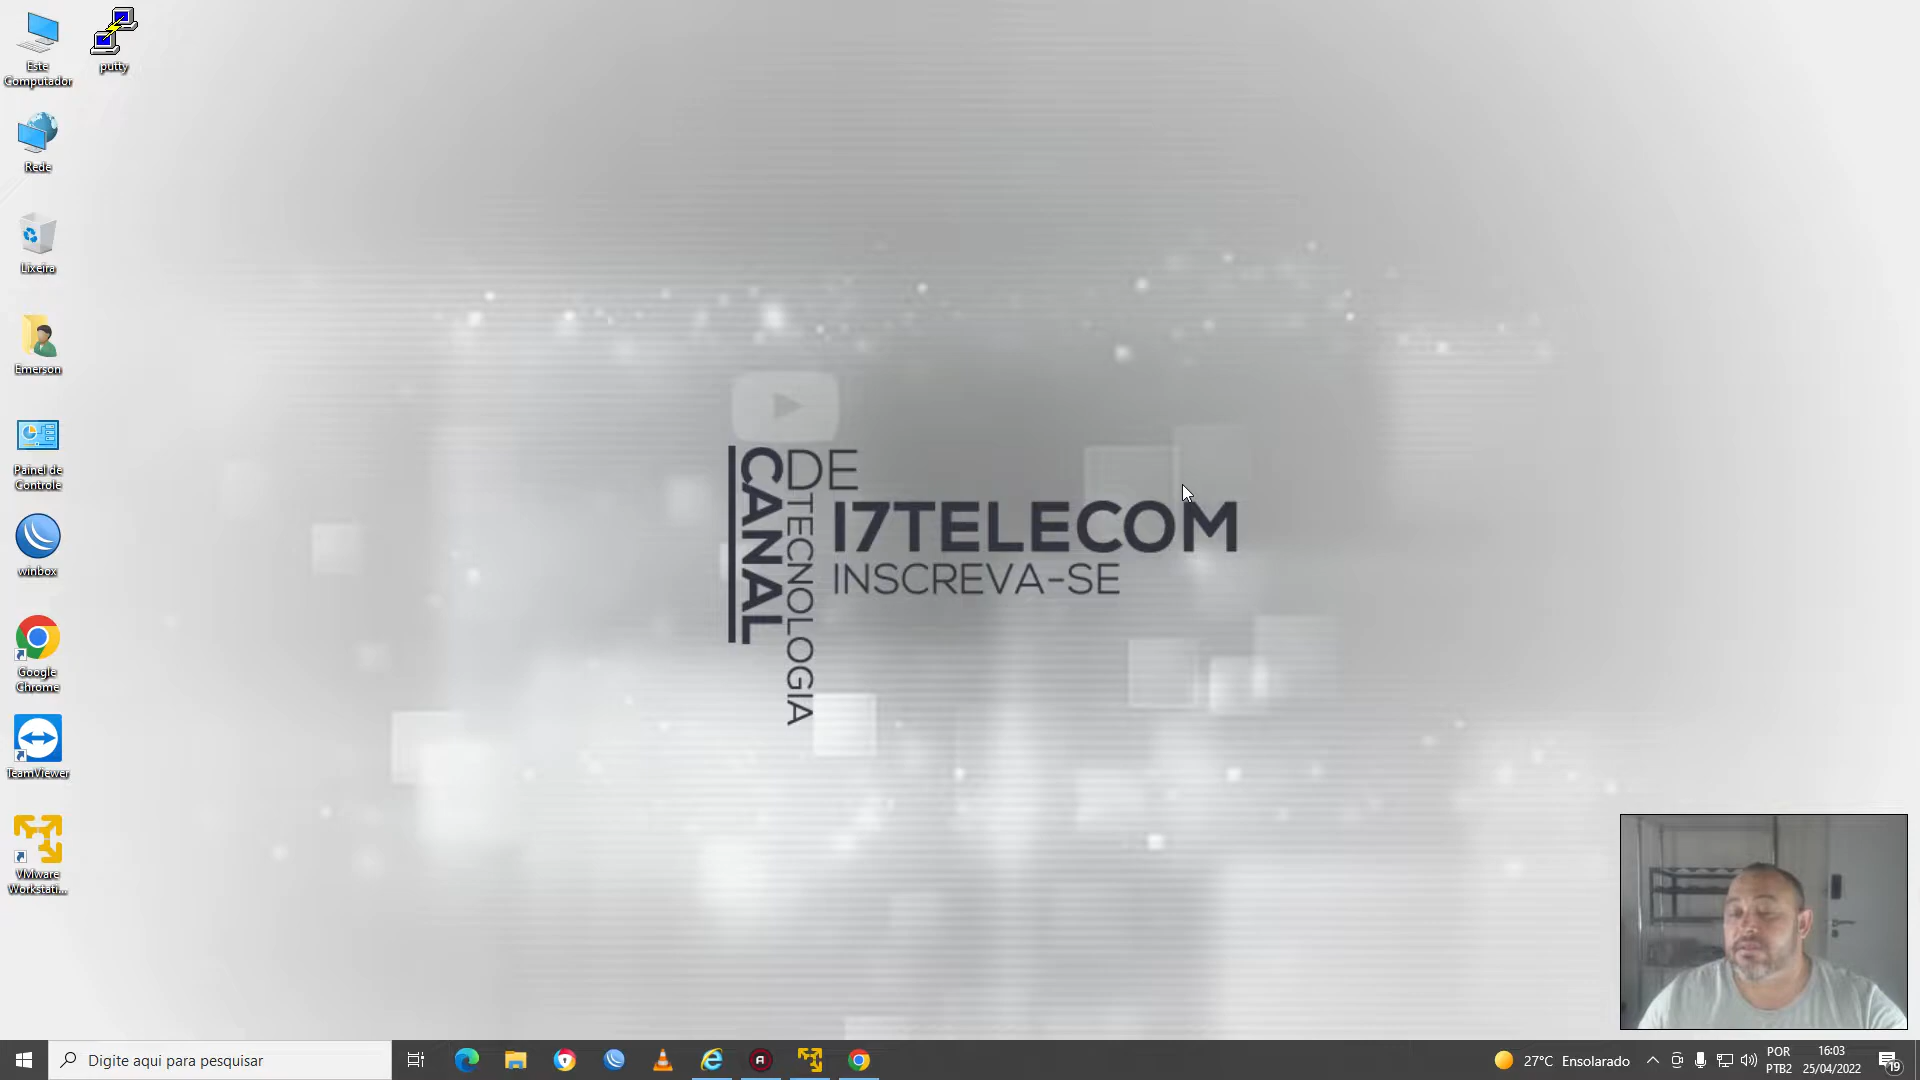 Este
Computador
putty
Rede
Lixeira
Emerson
Painel de
Controle
winbox
Google
Chrome
TeamViewer
VMware
Workstati...
CANAL
DE
TECNOLOGIA
I7TELECOM
INSCREVA-SE
Digite aqui para pesquisar
27°C Ensolarado
POR
PTB2
16:03
25/04/2022
19